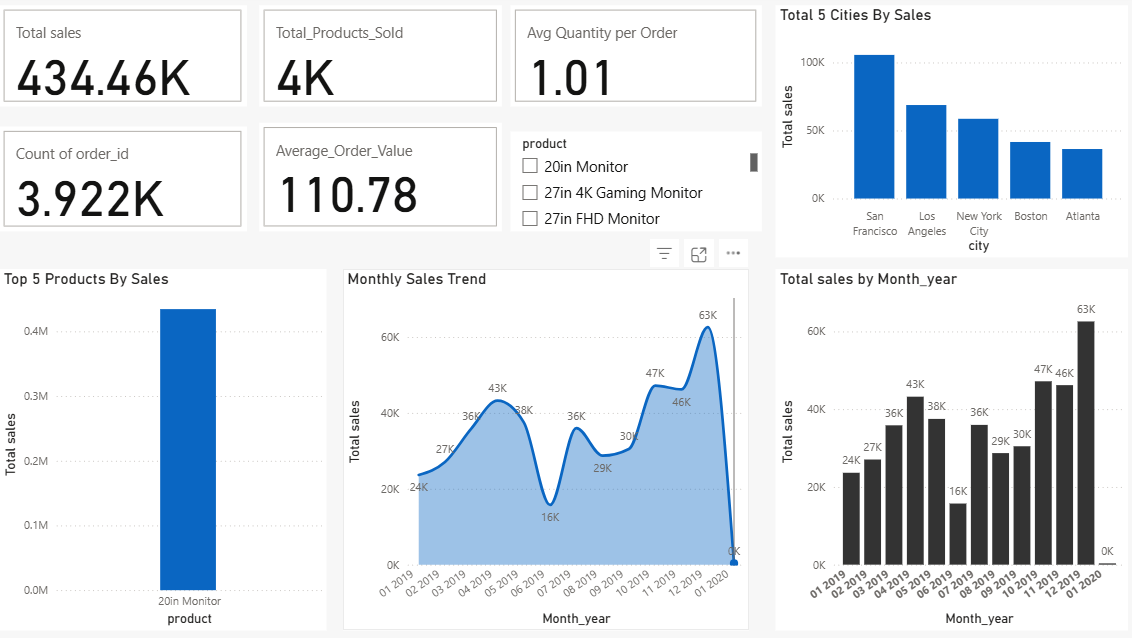 Total sales
434.46K
Total_Products_Sold
4K
Avg Quantity per Order
1.01
Count of order_id
3.922K
Average_Order_Value
110.78
product
20in Monitor
27in 4K Gaming Monitor
27in FHD Monitor
Total 5 Cities By Sales
Total sales
100K
50K
0K
San Francisco
Los Angeles
New York City
Boston
Atlanta
city
Top 5 Products By Sales
Total sales
0.4M
0.3M
0.2M
0.1M
0.0M
20in Monitor
product
Monthly Sales Trend
Total sales
60K
40K
20K
0K
24K
27K
36K
43K
38K
16K
36K
29K
30K
47K
46K
63K
0K
01 2019
02 2019
03 2019
04 2019
05 2019
06 2019
07 2019
08 2019
09 2019
10 2019
11 2019
12 2019
01 2020
Month_year
Total sales by Month_year
Total sales
60K
40K
20K
0K
24K
27K
36K
43K
38K
16K
36K
29K
30K
47K
46K
63K
0K
01 2019
02 2019
03 2019
04 2019
05 2019
06 2019
07 2019
08 2019
09 2019
10 2019
11 2019
12 2019
01 2020
Month_year